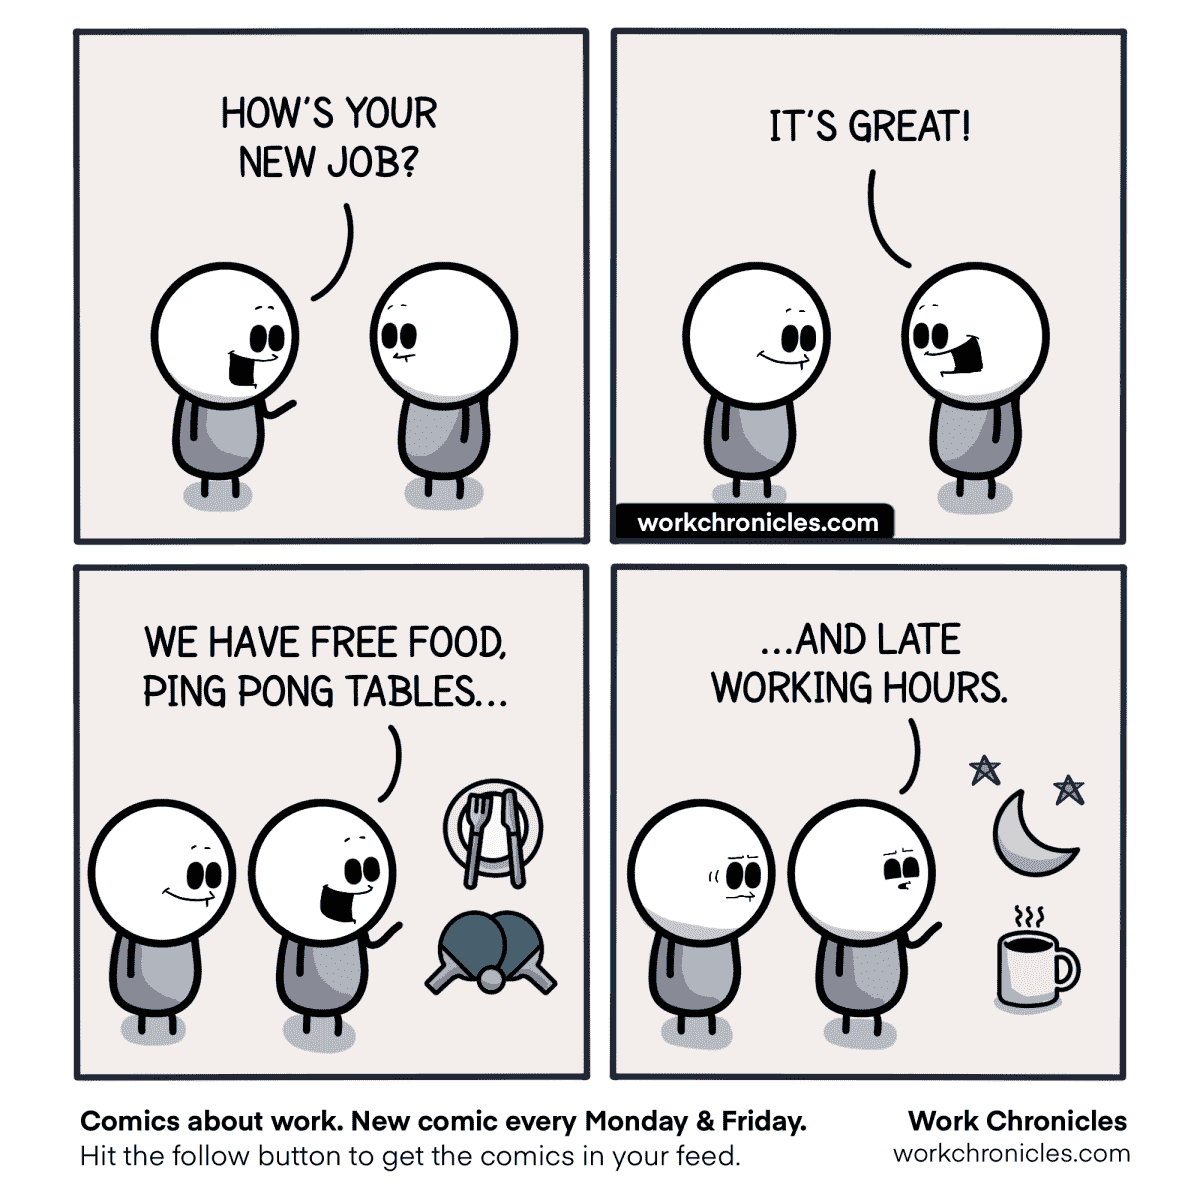 HOW'S YOUR
NEW JOB?
IT'S GREAT!
workchronicles.com
WE HAVE FREE FOOD,
PING PONG TABLES...
...AND LATE
WORKING HOURS.
Comics about work. New comic every Monday & Friday.
Hit the follow button to get the comics in your feed.
Work Chronicles
workchronicles.com